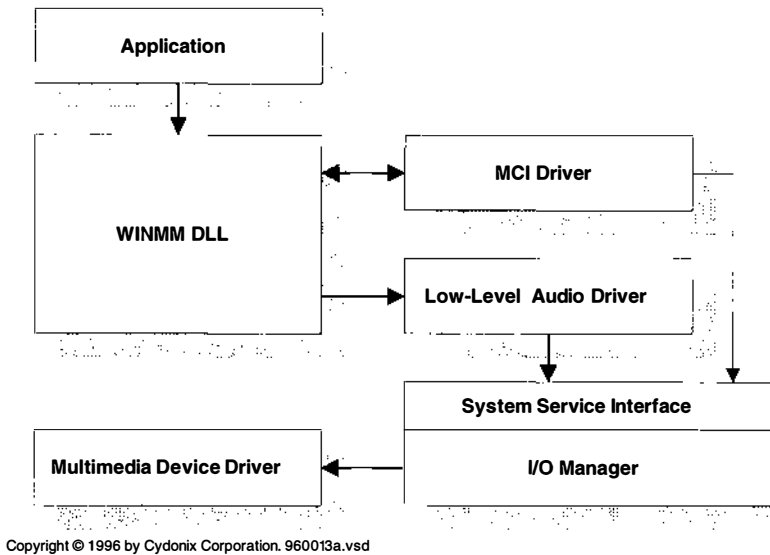 Application
MCI Driver
WINMM DLL
Low-Level Audio Driver
System Service Interface
Multimedia Device Driver
I/O Manager
Copyright © 1996 by Cydonix Corporation. 960013a.vsd